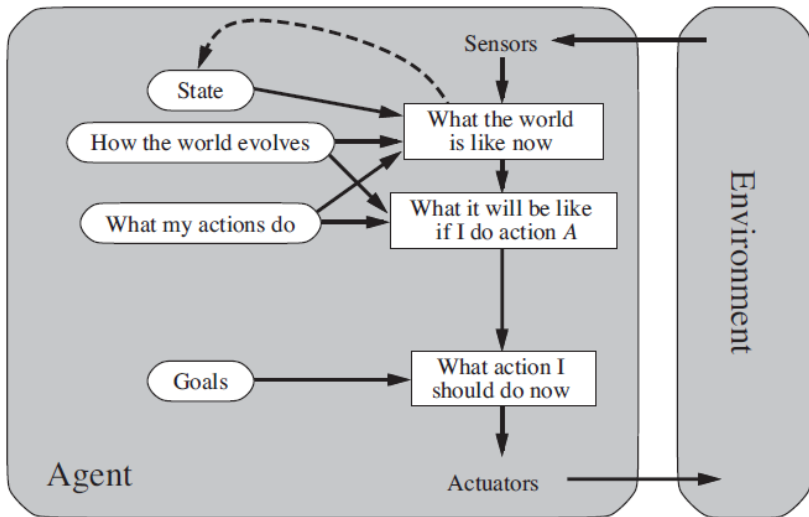 Sensors
State
What the world
is like now
How the world evolves
What my actions do
What it will be like
if I do action A
Environment
Goals
What action I
should do now
Agent
Actuators